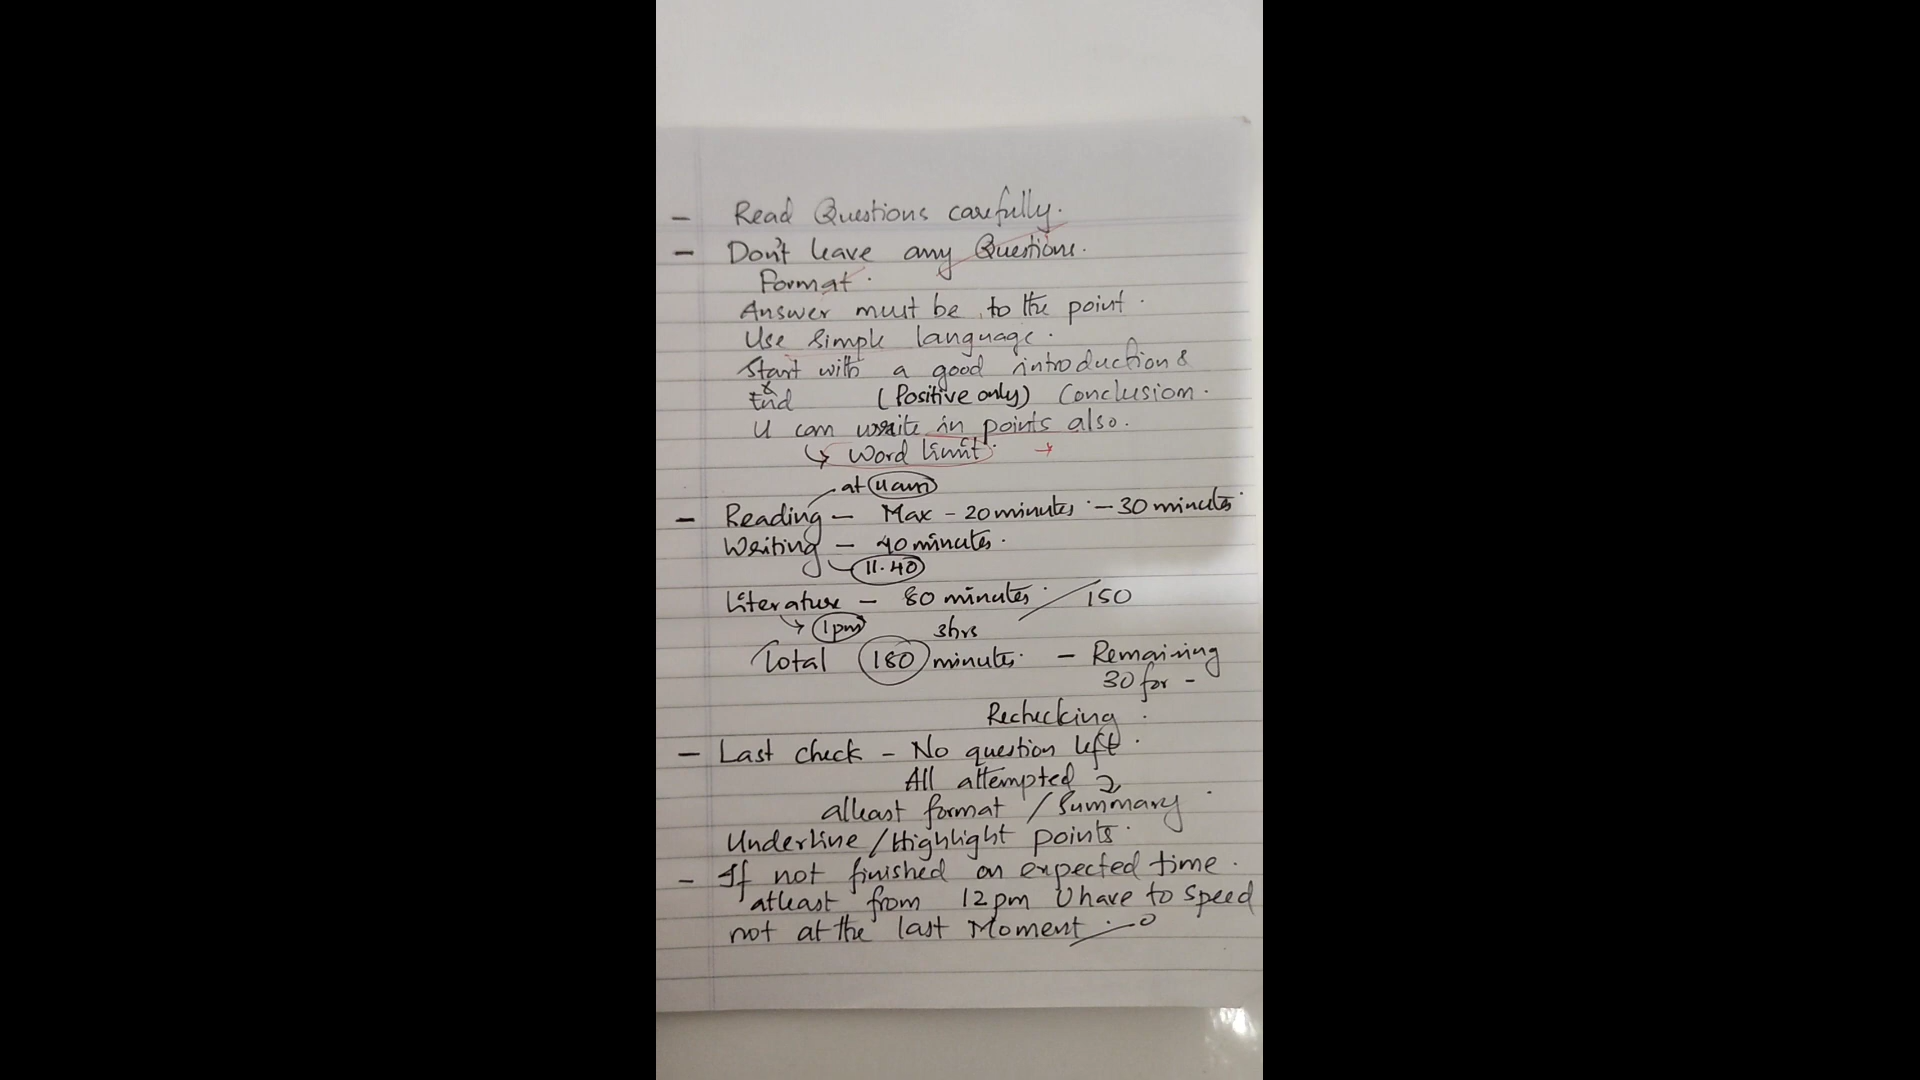 - Read Questions carefully.
- Don't leave any Questions.
Format.
Answer must be to the point.
Use simple language.
Start with a good introduction &
& End (Positive only) Conclusion.
U can write in points also.
↳ Word limit. →
at 11am
- Reading - Max - 20 minutes - 30 minutes
Writing - 40 minutes.
11.40
Literature - 80 minutes. / 150
→ 1pm 3hrs
Total 180 minutes. - Remaining
30 for -
Rechecking.
- Last check - No question left.
All attempted
atleast format / Summary
Underline / Highlight points.
- If not finished on expected time.
atleast from 12pm U have to speed
not at the last Moment.